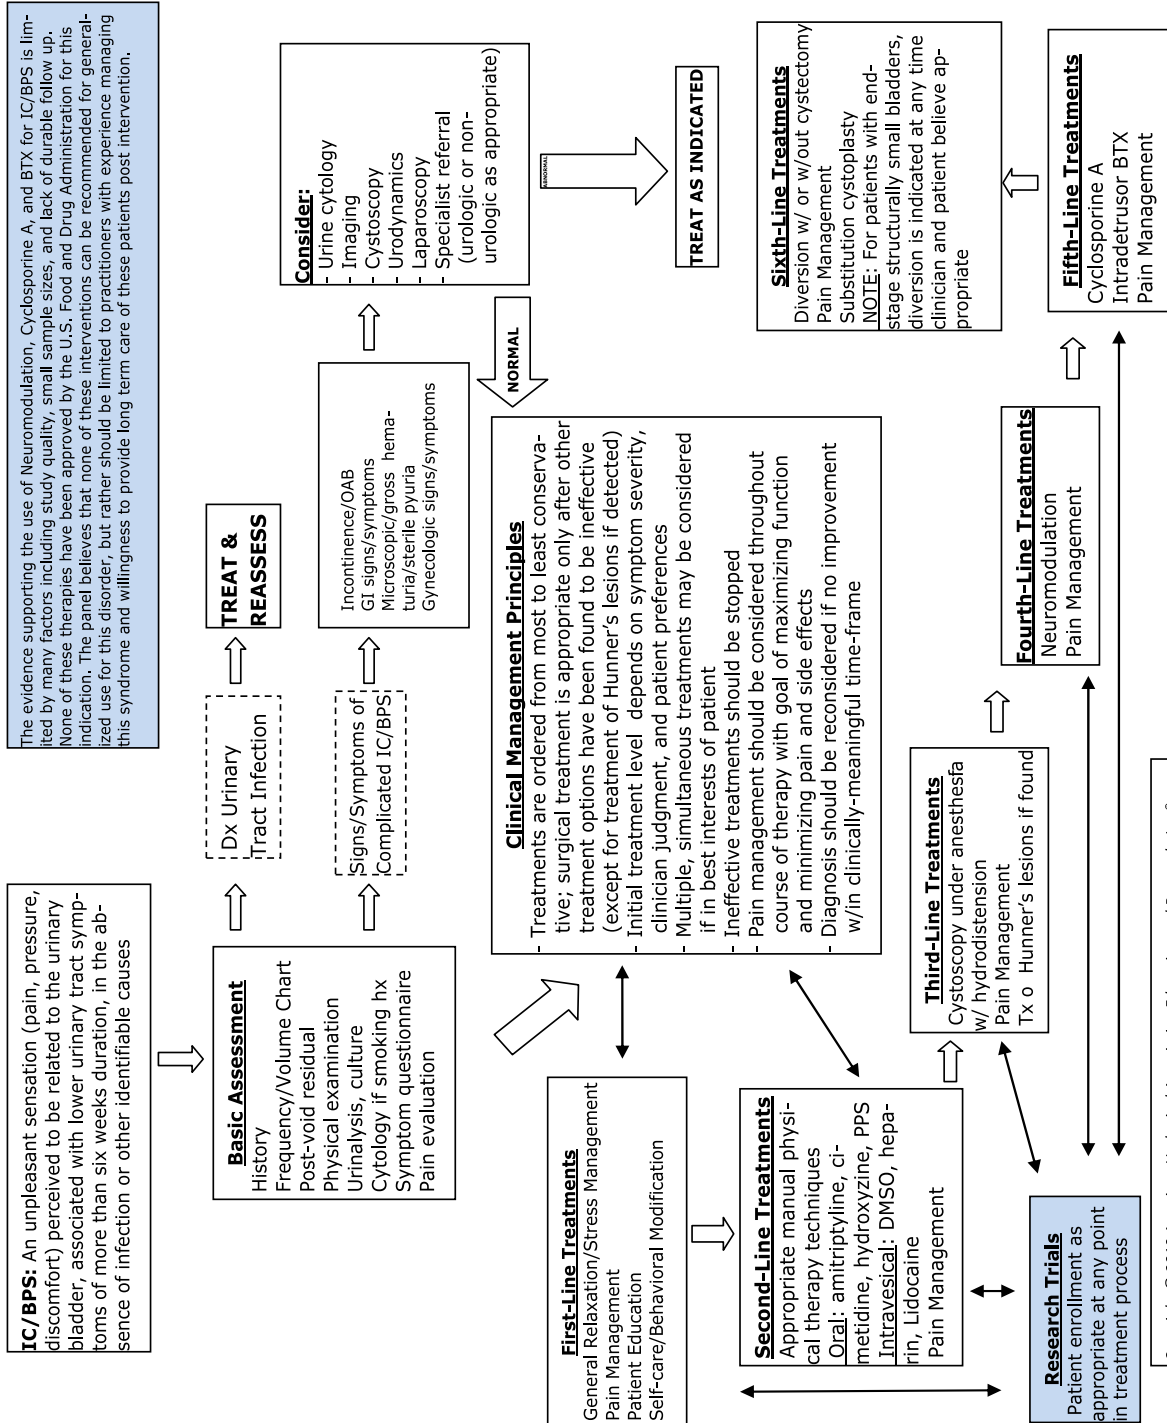 IC/BPS: An unpleasant sensation (pain, pressure,
discomfort) perceived to be related to the urinary
bladder, associated with lower urinary tract symp-
toms of more than six weeks duration, in the ab-
sence of infection or other identifiable causes
The evidence supporting the use of Neuromodulation, Cyclosporine A, and BTX for IC/BPS is lim-
ited by many factors including study quality, small sample sizes, and lack of durable follow up.
None of these therapies have been approved by the U.S. Food and Drug Administration for this
indication. The panel believes that none of these interventions can be recommended for general-
ized use for this disorder, but rather should be limited to practitioners with experience managing
this syndrome and willingness to provide long term care of these patients post intervention.
Basic Assessment
History
Frequency/Volume Chart
Post-void residual
Physical examination
Urinalysis, culture
Cytology if smoking hx
Symptom questionnaire
Pain evaluation
Dx Urinary
Tract Infection
TREAT &
REASSESS
Signs/Symptoms of
Complicated IC/BPS
Incontinence/OAB
GI signs/symptoms
Microscopic/gross hema-
turia/sterile pyuria
Gynecologic signs/symptoms
Consider:
- Urine cytology
- Imaging
- Cystoscopy
- Urodynamics
- Laparoscopy
- Specialist referral
(urologic or non-
urologic as appropriate)
NORMAL
ABNORMAL
TREAT AS INDICATED
Clinical Management Principles
- Treatments are ordered from most to least conserva-
tive; surgical treatment is appropriate only after other
treatment options have been found to be ineffective
(except for treatment of Hunner's lesions if detected)
- Initial treatment level depends on symptom severity,
clinician judgment, and patient preferences
- Multiple, simultaneous treatments may be considered
if in best interests of patient
- Ineffective treatments should be stopped
- Pain management should be considered throughout
course of therapy with goal of maximizing function
and minimizing pain and side effects
- Diagnosis should be reconsidered if no improvement
w/in clinically-meaningful time-frame
First-Line Treatments
General Relaxation/Stress Management
Pain Management
Patient Education
Self-care/Behavioral Modification
Second-Line Treatments
Appropriate manual physi-
cal therapy techniques
Oral: amitriptyline, ci-
metidine, hydroxyzine, PPS
Intravesical: DMSO, hepa-
rin, Lidocaine
Pain Management
Third-Line Treatments
Cystoscopy under anesthesfa
w/ hydrodistension
Pain Management
Tx o Hunner's lesions if found
Fourth-Line Treatments
Neuromodulation
Pain Management
Fifth-Line Treatments
Cyclosporine A
Intradetrusor BTX
Pain Management
Sixth-Line Treatments
Diversion w/ or w/out cystectomy
Pain Management
Substitution cystoplasty
NOTE: For patients with end-
stage structurally small bladders,
diversion is indicated at any time
clinician and patient believe ap-
propriate
Research Trials
Patient enrollment as
appropriate at any point
in treatment process